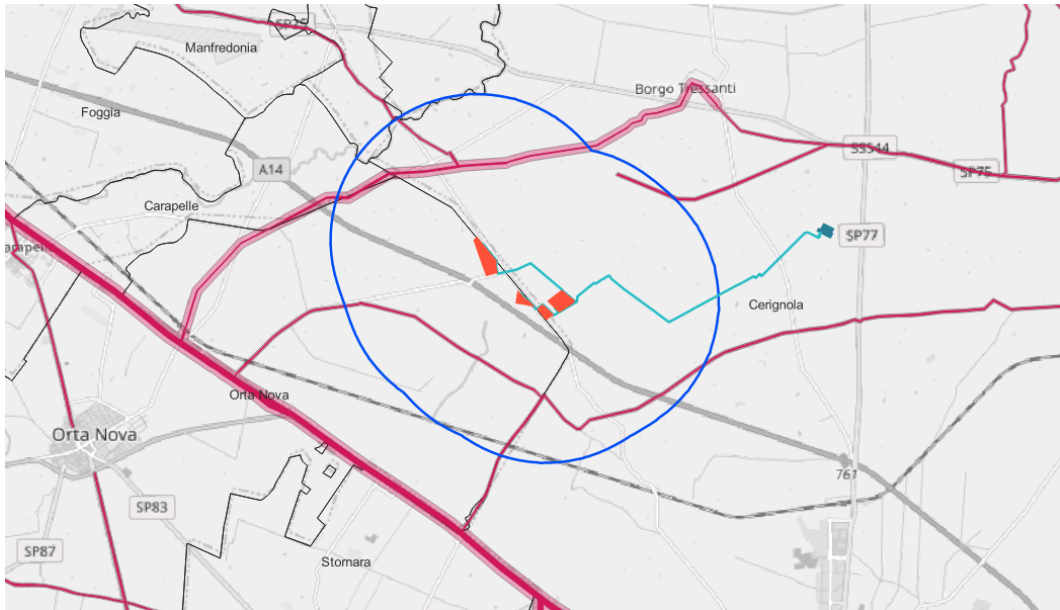 SP75
Manfredonia
Borgo Tressanti
Foggia
SS544
A14
SP75
Carapelle
SP77
Cerignola
Orta Nova
Orta Nova
761
SP83
SP87
Stornara